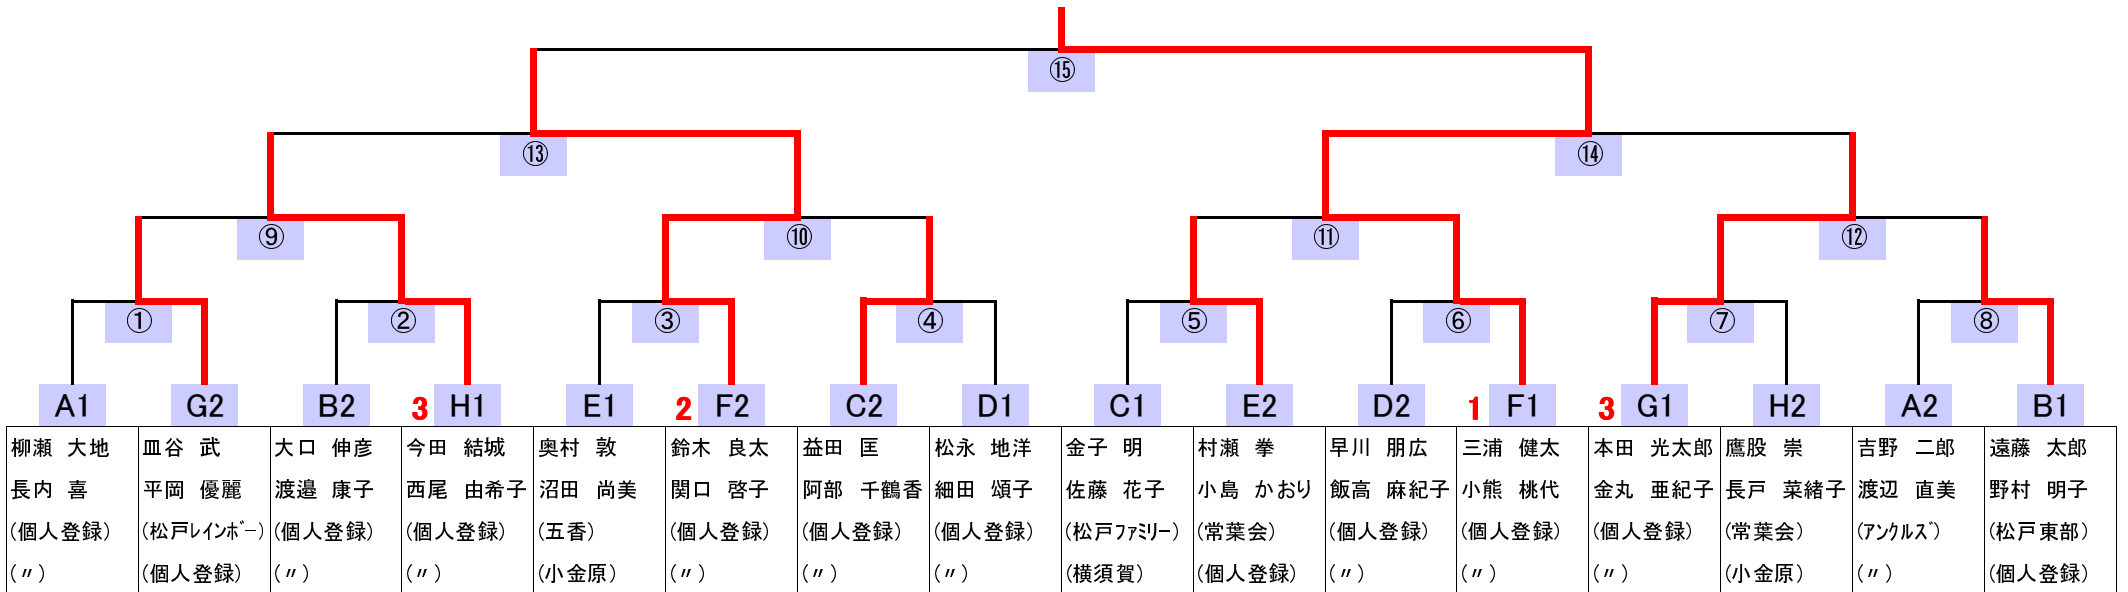 ⑮
⑬ ⑭
⑨ ⑩ ⑪ ⑫
① ② ③ ④ ⑤ ⑥ ⑦ ⑧
A1 G2 B2 3 H1 E1 2 F2 C2 D1 C1 E2 D2 1 F1 3 G1 H2 A2 B1
柳瀬 大地 皿谷 武 大口 伸彦 今田 結城 奥村 敦 鈴木 良太 益田 匡 松永 地洋 金子 明 村瀬 拳 早川 朋広 三浦 健太 本田 光太郎 鷹股 崇 吉野 二郎 遠藤 太郎
長内 喜 平岡 優麗 渡邉 康子 西尾 由希子 沼田 尚美 関口 啓子 阿部 千鶴香 細田 頌子 佐藤 花子 小島 かおり 飯高 麻紀子 小熊 桃代 金丸 亜紀子 長戸 菜緒子 渡辺 直美 野村 明子
(個人登録) (松戸ﾚｲﾝﾎﾞｰ) (個人登録) (個人登録) (五香) (個人登録) (個人登録) (個人登録) (松戸ﾌｧﾐﾘｰ) (常葉会) (個人登録) (個人登録) (個人登録) (常葉会) (ｱﾝｸﾙｽﾞ) (松戸東部)
(〃) (個人登録) (〃) (〃) (小金原) (〃) (〃) (〃) (横須賀) (個人登録) (〃) (〃) (〃) (小金原) (〃) (個人登録)